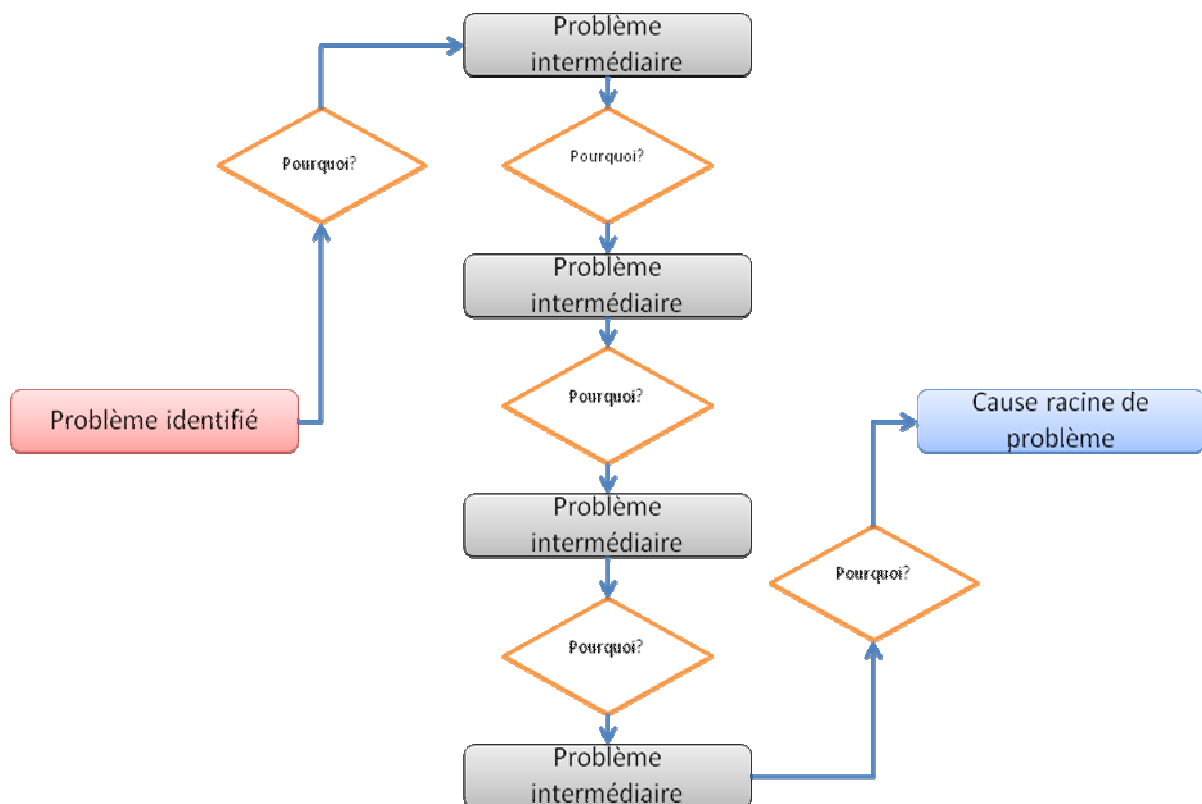 Problème identifié
Pourquoi?
Problème
intermédiaire
Pourquoi?
Problème
intermédiaire
Pourquoi?
Problème
intermédiaire
Pourquoi?
Problème
intermédiaire
Pourquoi?
Cause racine de
problème